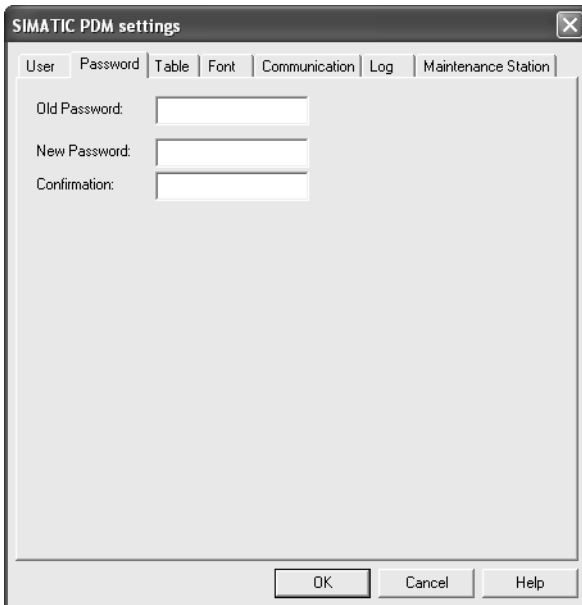 SIMATIC PDM settings
User Password Table Font Communication Log Maintenance Station
Old Password:
New Password:
Confirmation:
OK Cancel Help